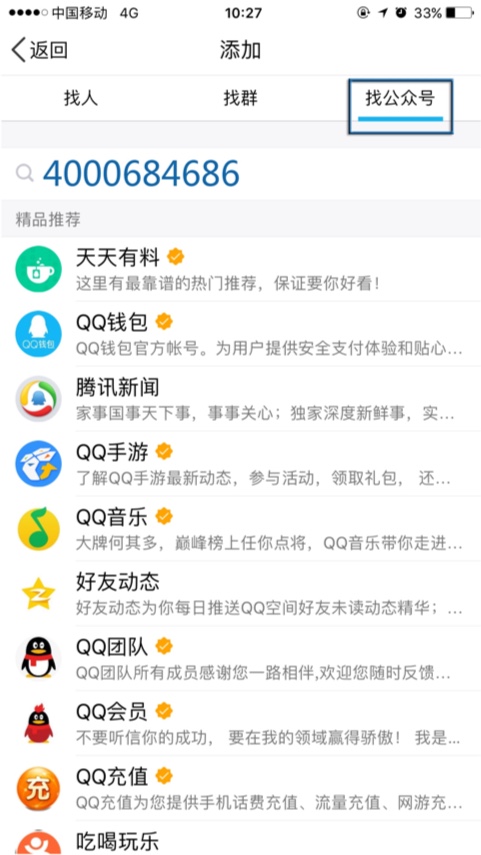 中国移动 4G 10:27 33%
返回 添加
找人 找群 找公众号
4000684686
精品推荐
天天有料
这里有最靠谱的热门推荐，保证要你好看！
QQ钱包
QQ钱包
QQ钱包官方帐号。为用户提供安全支付体验和贴心...
腾讯新闻
家事国事天下事，事事关心；独家深度新鲜事，实...
QQ手游
了解QQ手游最新动态，参与活动，领取礼包， 还...
QQ音乐
大牌何其多，巅峰榜上任你点将，QQ音乐带你走进...
好友动态
好友动态为你每日推送QQ空间好友未读动态精华；...
QQ团队
QQ团队所有成员感谢您一路相伴,欢迎您随时反馈...
QQ会员
不要听信你的成功， 要在我的领域赢得骄傲！ 我是...
充
QQ充值
QQ充值为您提供手机话费充值、流量充值、网游充...
吃喝玩乐